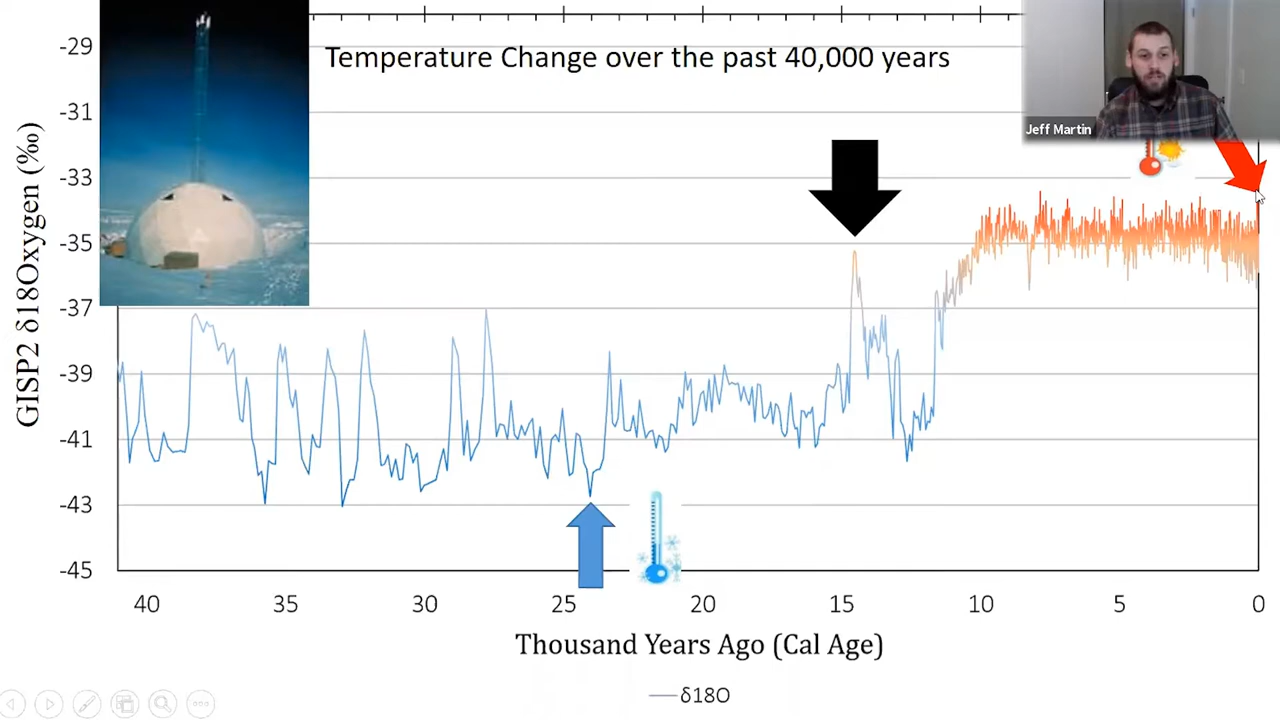 Temperature Change over the past 40,000 years
Jeff Martin
GISP2 δ18Oxygen (‰)
-29
-31
-33
-35
-37
-39
-41
-43
-45
40 35 30 25 20 15 10 5 0
Thousand Years Ago (Cal Age)
δ18O